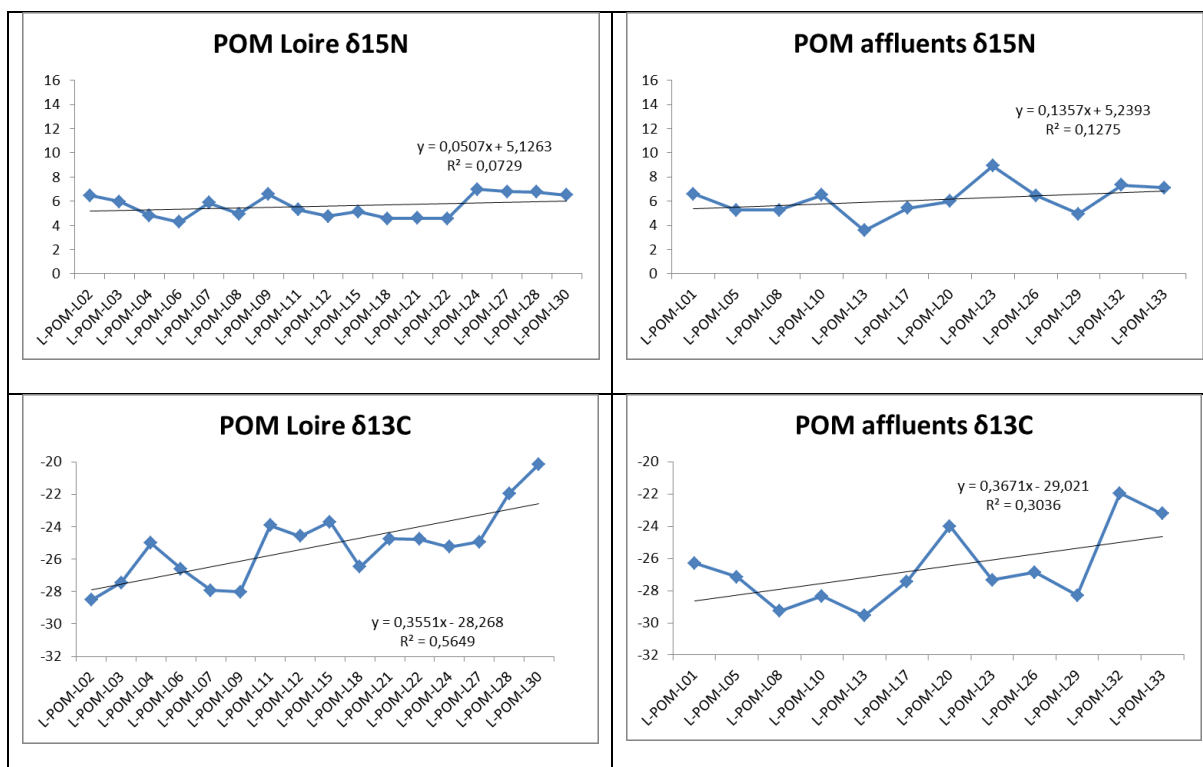 POM Loire δ15N
16
14
12
10
8
6
4
2
0
y = 0,0507x + 5,1263
R² = 0,0729
L-POM-L02
L-POM-L03
L-POM-L04
L-POM-L06
L-POM-L07
L-POM-L08
L-POM-L09
L-POM-L11
L-POM-L12
L-POM-L15
L-POM-L18
L-POM-L21
L-POM-L22
L-POM-L24
L-POM-L27
L-POM-L28
L-POM-L30
POM affluents δ15N
16
14
12
10
8
6
4
2
0
y = 0,1357x + 5,2393
R² = 0,1275
L-POM-L01
L-POM-L05
L-POM-L08
L-POM-L10
L-POM-L13
L-POM-L17
L-POM-L20
L-POM-L23
L-POM-L26
L-POM-L29
L-POM-L32
L-POM-L33
POM Loire δ13C
-20
-22
-24
-26
-28
-30
-32
y = 0,3551x - 28,268
R² = 0,5649
L-POM-L02
L-POM-L03
L-POM-L04
L-POM-L06
L-POM-L07
L-POM-L09
L-POM-L11
L-POM-L12
L-POM-L15
L-POM-L18
L-POM-L21
L-POM-L22
L-POM-L24
L-POM-L27
L-POM-L28
L-POM-L30
POM affluents δ13C
-20
-22
-24
-26
-28
-30
-32
y = 0,3671x - 29,021
R² = 0,3036
L-POM-L01
L-POM-L05
L-POM-L08
L-POM-L10
L-POM-L13
L-POM-L17
L-POM-L20
L-POM-L23
L-POM-L26
L-POM-L29
L-POM-L32
L-POM-L33